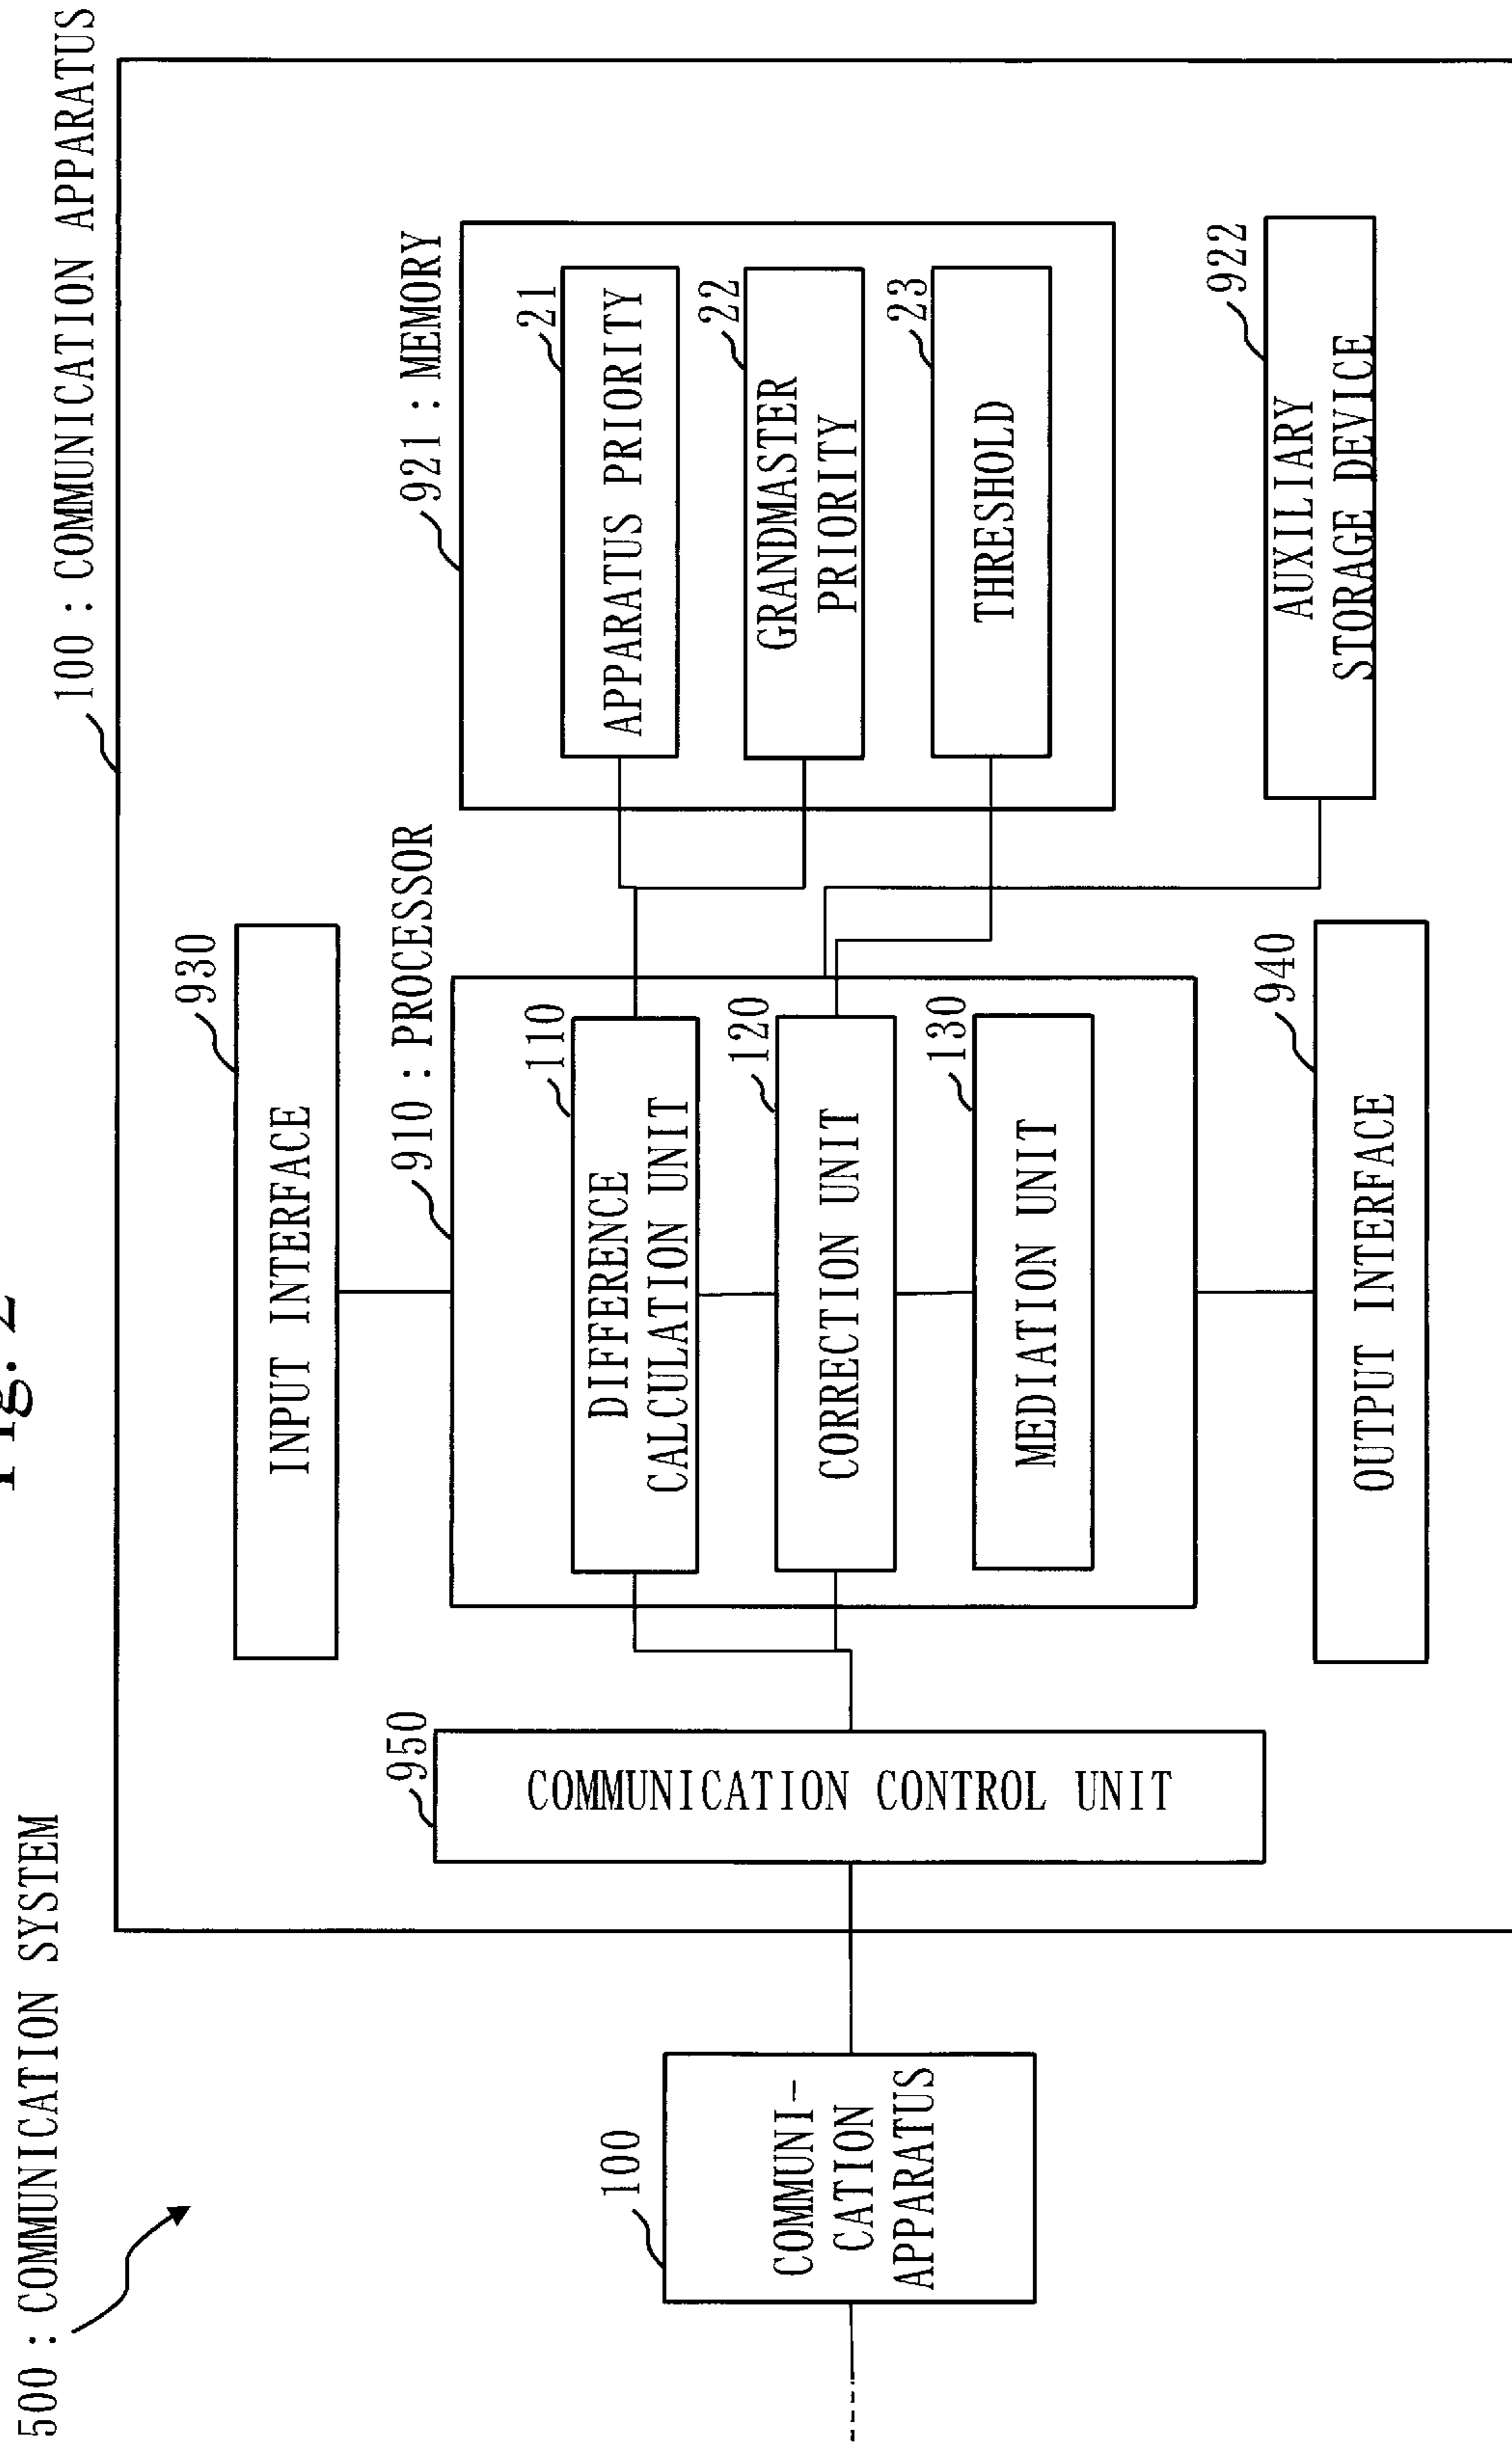 Fig. 2
500 : COMMUNICATION SYSTEM
100 : COMMUNICATION APPARATUS
930
INPUT INTERFACE
910 : PROCESSOR
921 : MEMORY
950
COMMUNICATION CONTROL UNIT
110
DIFFERENCE
CALCULATION UNIT
21
APPARATUS PRIORITY
100
COMMUNI-
CATION
APPARATUS
120
CORRECTION UNIT
22
GRANDMASTER
PRIORITY
130
MEDIATION UNIT
23
THRESHOLD
940
OUTPUT INTERFACE
922
AUXILIARY
STORAGE DEVICE